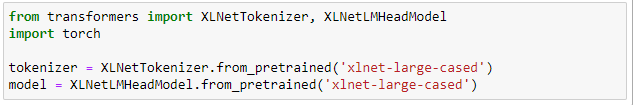 from transformers import XLNetTokenizer, XLNetLMHeadModel
import torch
tokenizer = XLNetTokenizer.from_pretrained('xlnet-large-cased')
model = XLNetLMHeadModel.from_pretrained('xlnet-large-cased')